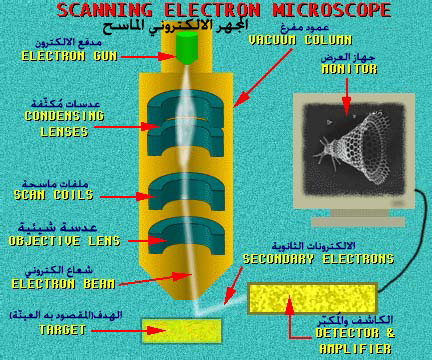 SCANNING ELECTRON MICROSCOPE
المجهر الالكتروني الماسح
مدفع الالكترون
ELECTRON GUN
عمود مفرغ
VACUUM COLUMN
جهاز العرض
MONITOR
عدسات مُكثّفة
CONDENSING
LENSES
ملفات ماسحة
SCAN COILS
عدسة شيئية
OBJECTIVE LENS
الالكترونات الثانوية
SECONDARY ELECTRONS
شعاع الكتروني
ELECTRON BEAM
الهدف(المقصود به العيّنة)
TARGET
الكاشف والمكبّر
DETECTOR &
AMPLIFIER